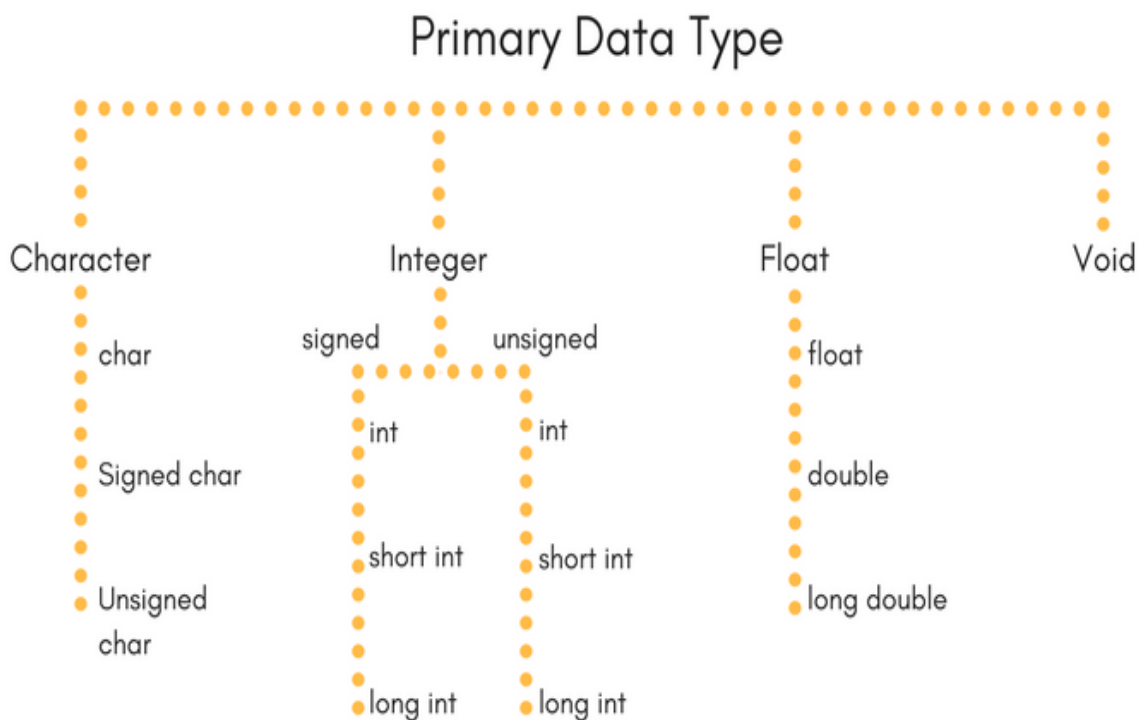 Primary Data Type
Character
Integer
Float
Void
char
Signed char
Unsigned
char
signed
unsigned
int
short int
long int
int
short int
long int
float
double
long double